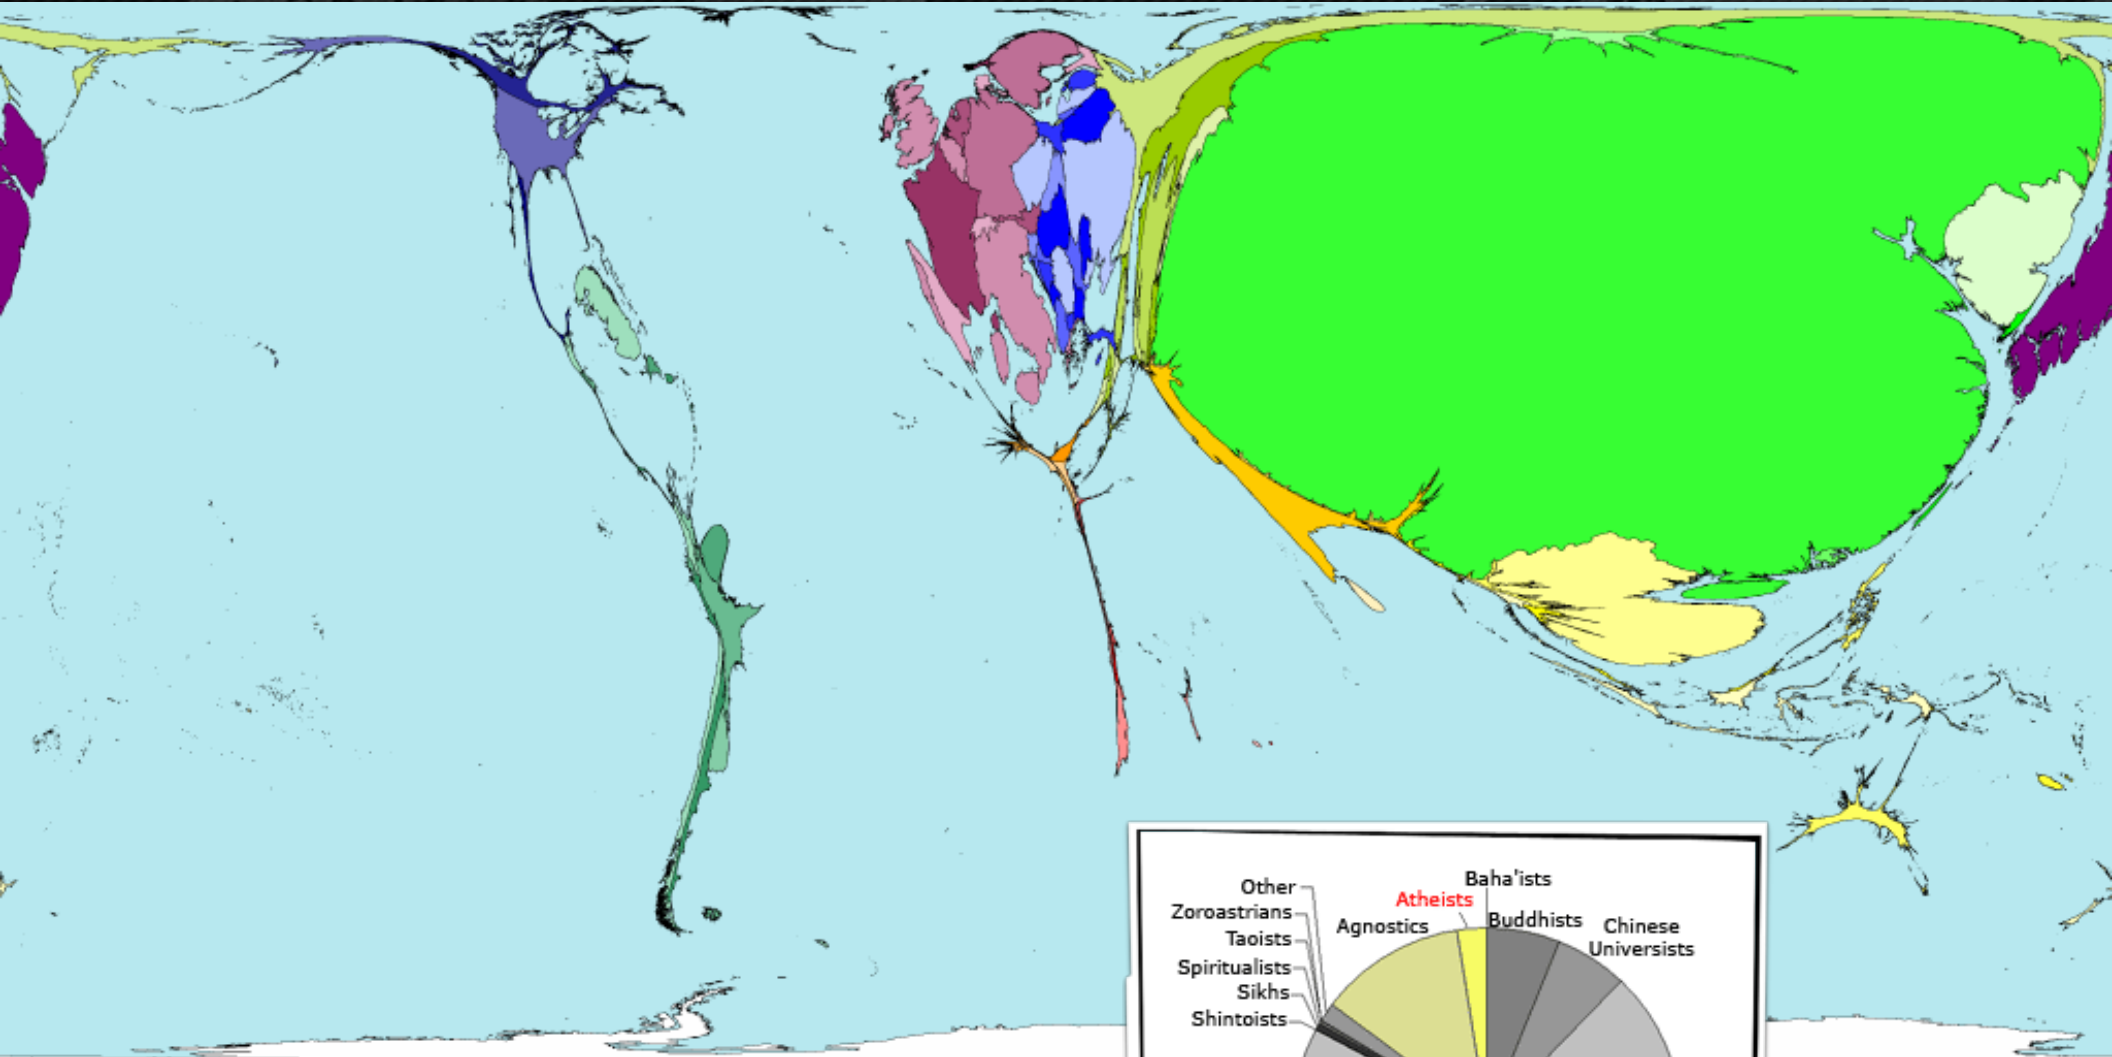 Other
Zoroastrians
Taoists
Spiritualists
Sikhs
Shintoists
Agnostics
Atheists
Baha'ists
Buddhists
Chinese
Universists